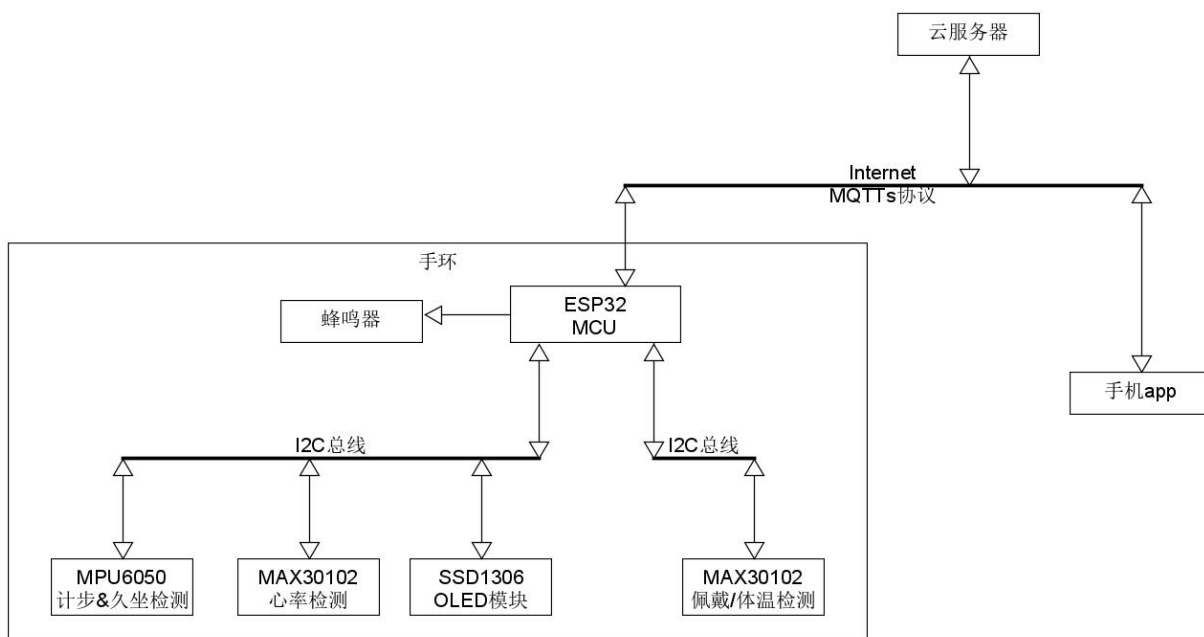 云服务器
Internet
MQTTs协议
手环
ESP32
MCU
蜂鸣器
手机app
I2C总线
I2C总线
MPU6050
计步&久坐检测
MAX30102
心率检测
SSD1306
OLED模块
MAX30102
佩戴/体温检测